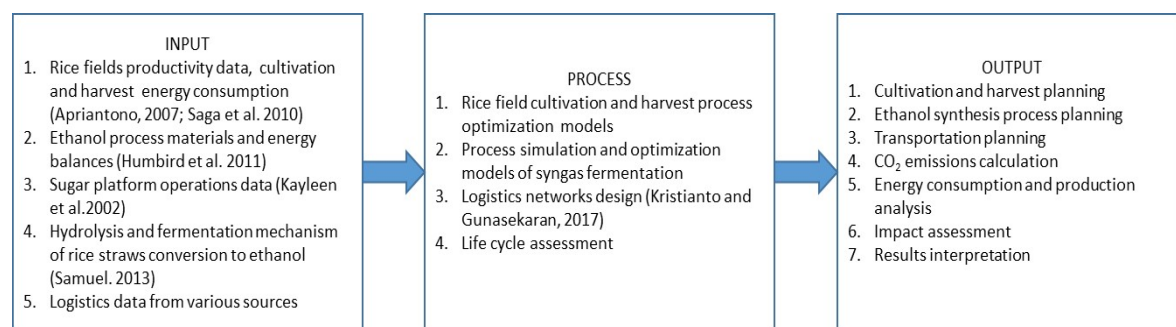 INPUT
1. Rice fields productivity data, cultivation
and harvest energy consumption
(Apriantono, 2007; Saga et al. 2010)
2. Ethanol process materials and energy
balances (Humbird et al. 2011)
3. Sugar platform operations data (Kayleen
et al.2002)
4. Hydrolysis and fermentation mechanism
of rice straws conversion to ethanol
(Samuel. 2013)
5. Logistics data from various sources
PROCESS
1. Rice field cultivation and harvest process
optimization models
2. Process simulation and optimization
models of syngas fermentation
3. Logistics networks design (Kristianto and
Gunasekaran, 2017)
4. Life cycle assessment
OUTPUT
1. Cultivation and harvest planning
2. Ethanol synthesis process planning
3. Transportation planning
4. CO₂ emissions calculation
5. Energy consumption and production
analysis
6. Impact assessment
7. Results interpretation